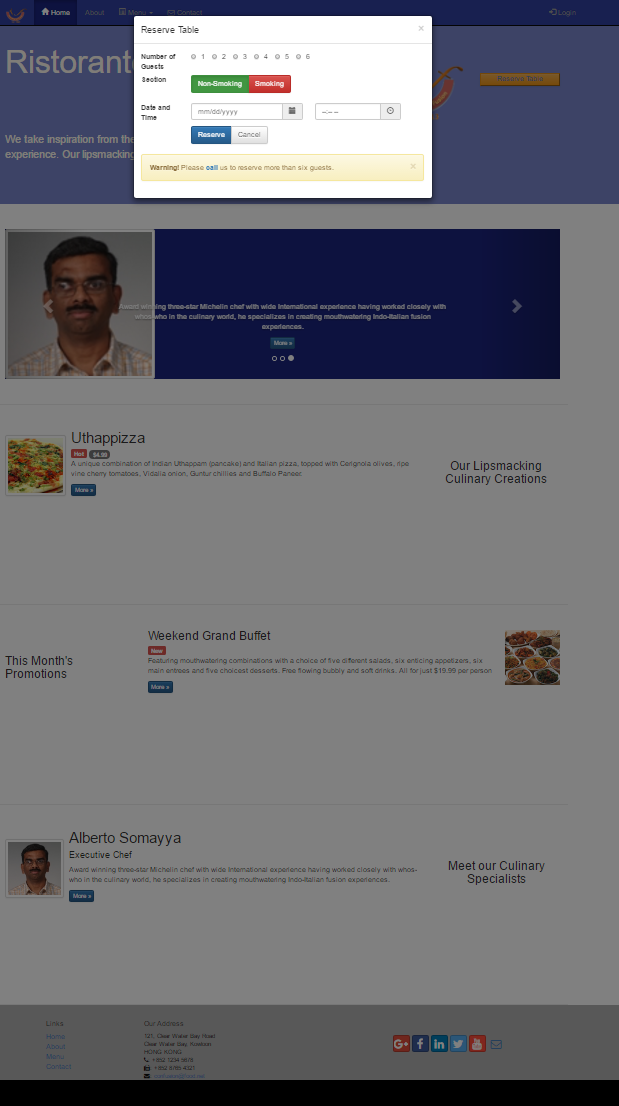 Home About Menu Contact Login
Reserve Table ×
Number of Guests 1 2 3 4 5 6
Section Non-Smoking Smoking
Date and Time mm/dd/yyyy --:-- --
Reserve Cancel
Warning! Please call us to reserve more than six guests. ×
Ristorant
Reserve Table
We take inspiration from the
experience. Our lipsmacking
Award winning three-star Michelin chef with wide International experience having worked closely with
whos-who in the culinary world, he specializes in creating mouthwatering Indo-Italian fusion
experiences.
More »
Uthappizza
Hot $4.99
A unique combination of Indian Uthappam (pancake) and Italian pizza, topped with Cerignola olives, ripe
vine cherry tomatoes, Vidalia onion, Guntur chillies and Buffalo Paneer.
More »
Our Lipsmacking
Culinary Creations
This Month's
Promotions
Weekend Grand Buffet
New
Featuring mouthwatering combinations with a choice of five different salads, six enticing appetizers, six
main entrees and five choicest desserts. Free flowing bubbly and soft drinks. All for just $19.99 per person
More »
Alberto Somayya
Executive Chef
Award winning three-star Michelin chef with wide International experience having worked closely with whos-
who in the culinary world, he specializes in creating mouthwatering Indo-Italian fusion experiences.
More »
Meet our Culinary
Specialists
Links
Home
About
Menu
Contact
Our Address
121, Clear Water Bay Road
Clear Water Bay, Kowloon
HONG KONG
+852 1234 5678
+852 8765 4321